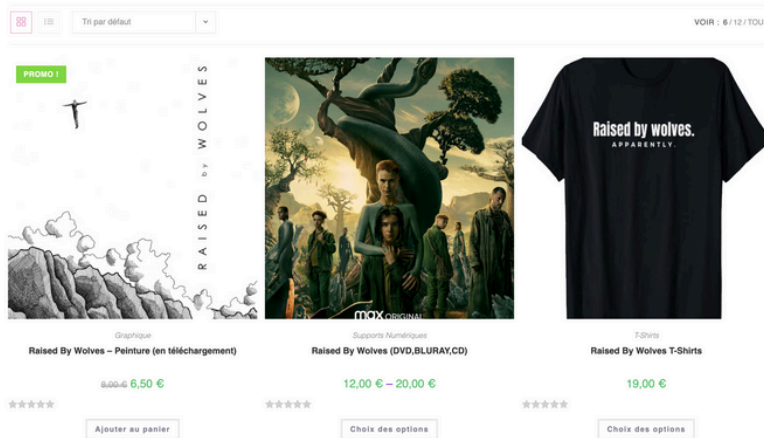 Tri par défaut
VOIR : 6 / 12 / TOU
PROMO !
RAISED by WOLVES
max ORIGINAL
Raised by wolves.
APPARENTLY.
Graphique
Supports Numériques
T-Shirts
Raised By Wolves – Peinture (en téléchargement)
Raised By Wolves (DVD,BLURAY,CD)
Raised By Wolves T-Shirts
8,00 € 6,50 €
12,00 € – 20,00 €
19,00 €
Ajouter au panier
Choix des options
Choix des options